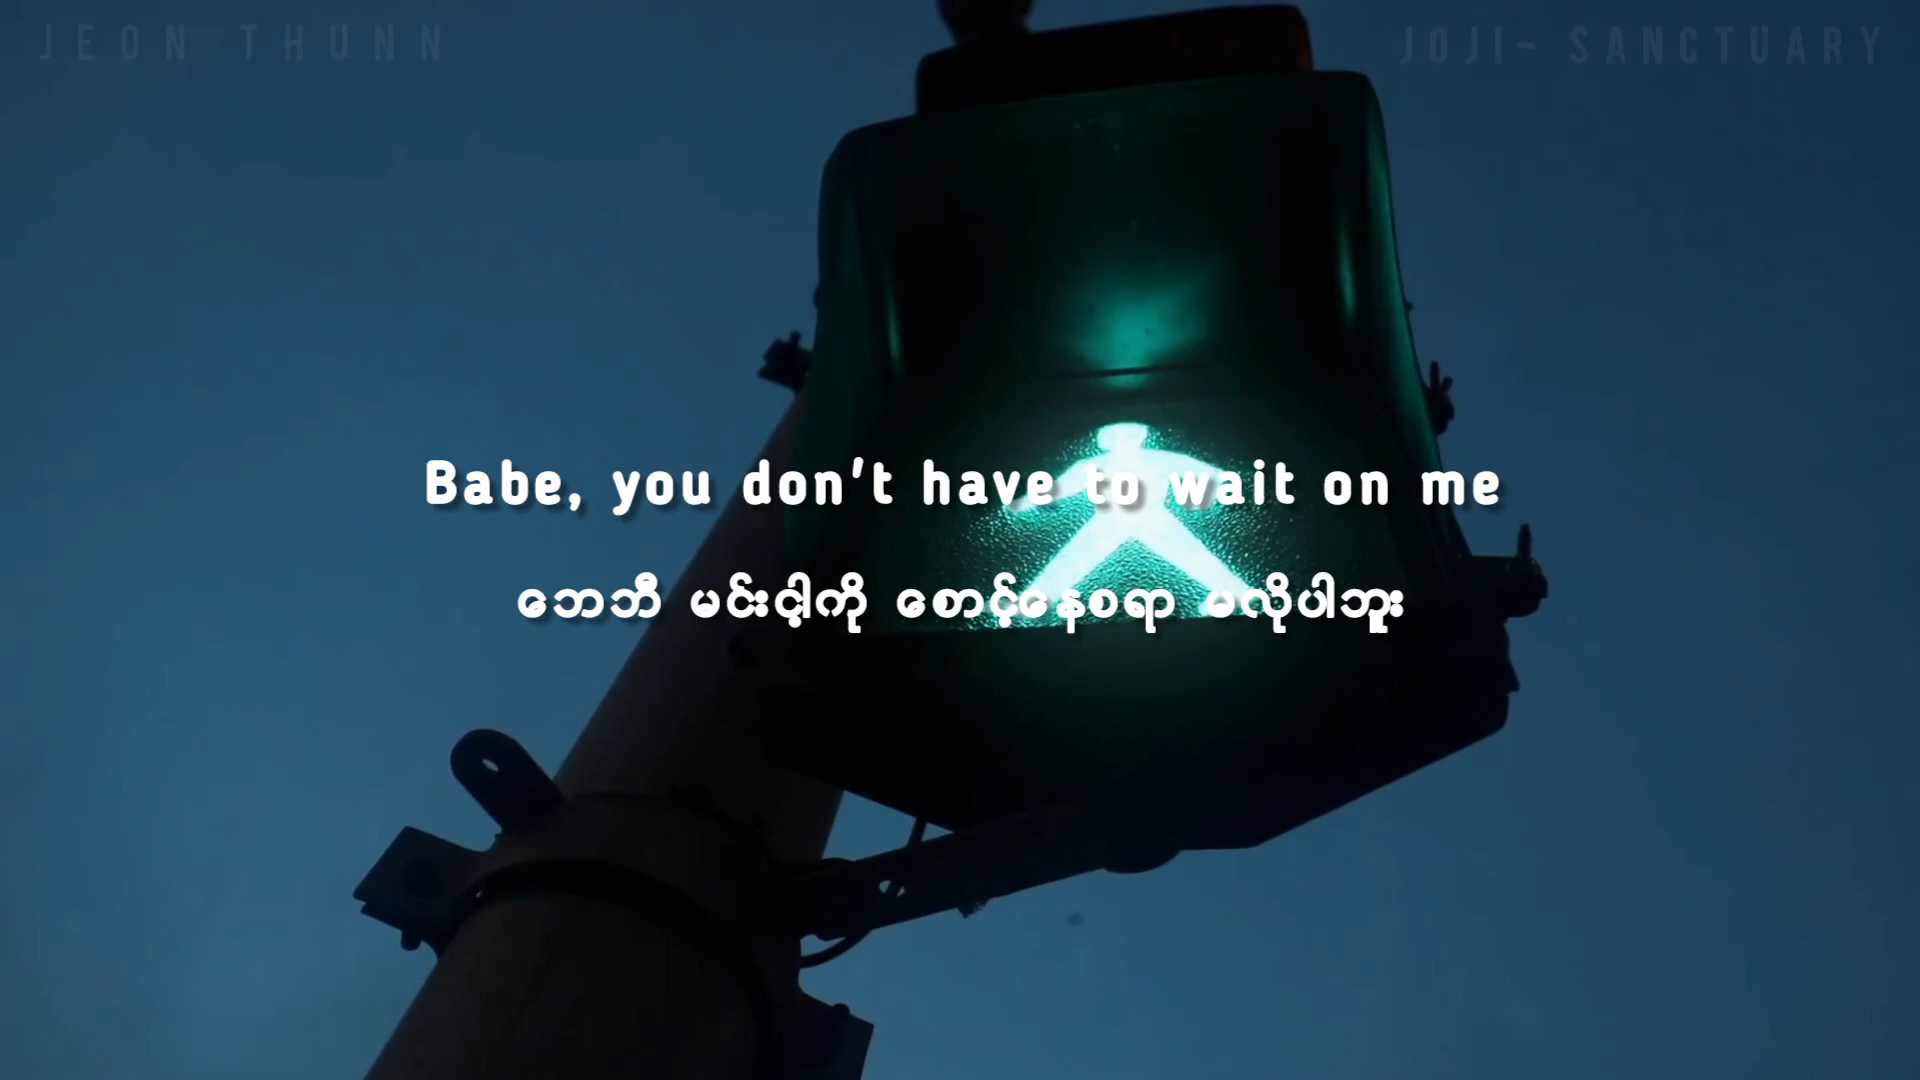 JEON THUNN
JOJI- SANCTUARY
Babe, you don't have to wait on me
ဘေဘီ မင်းငါ့ကို စောင့်နေစရာ မလိုပါဘူး